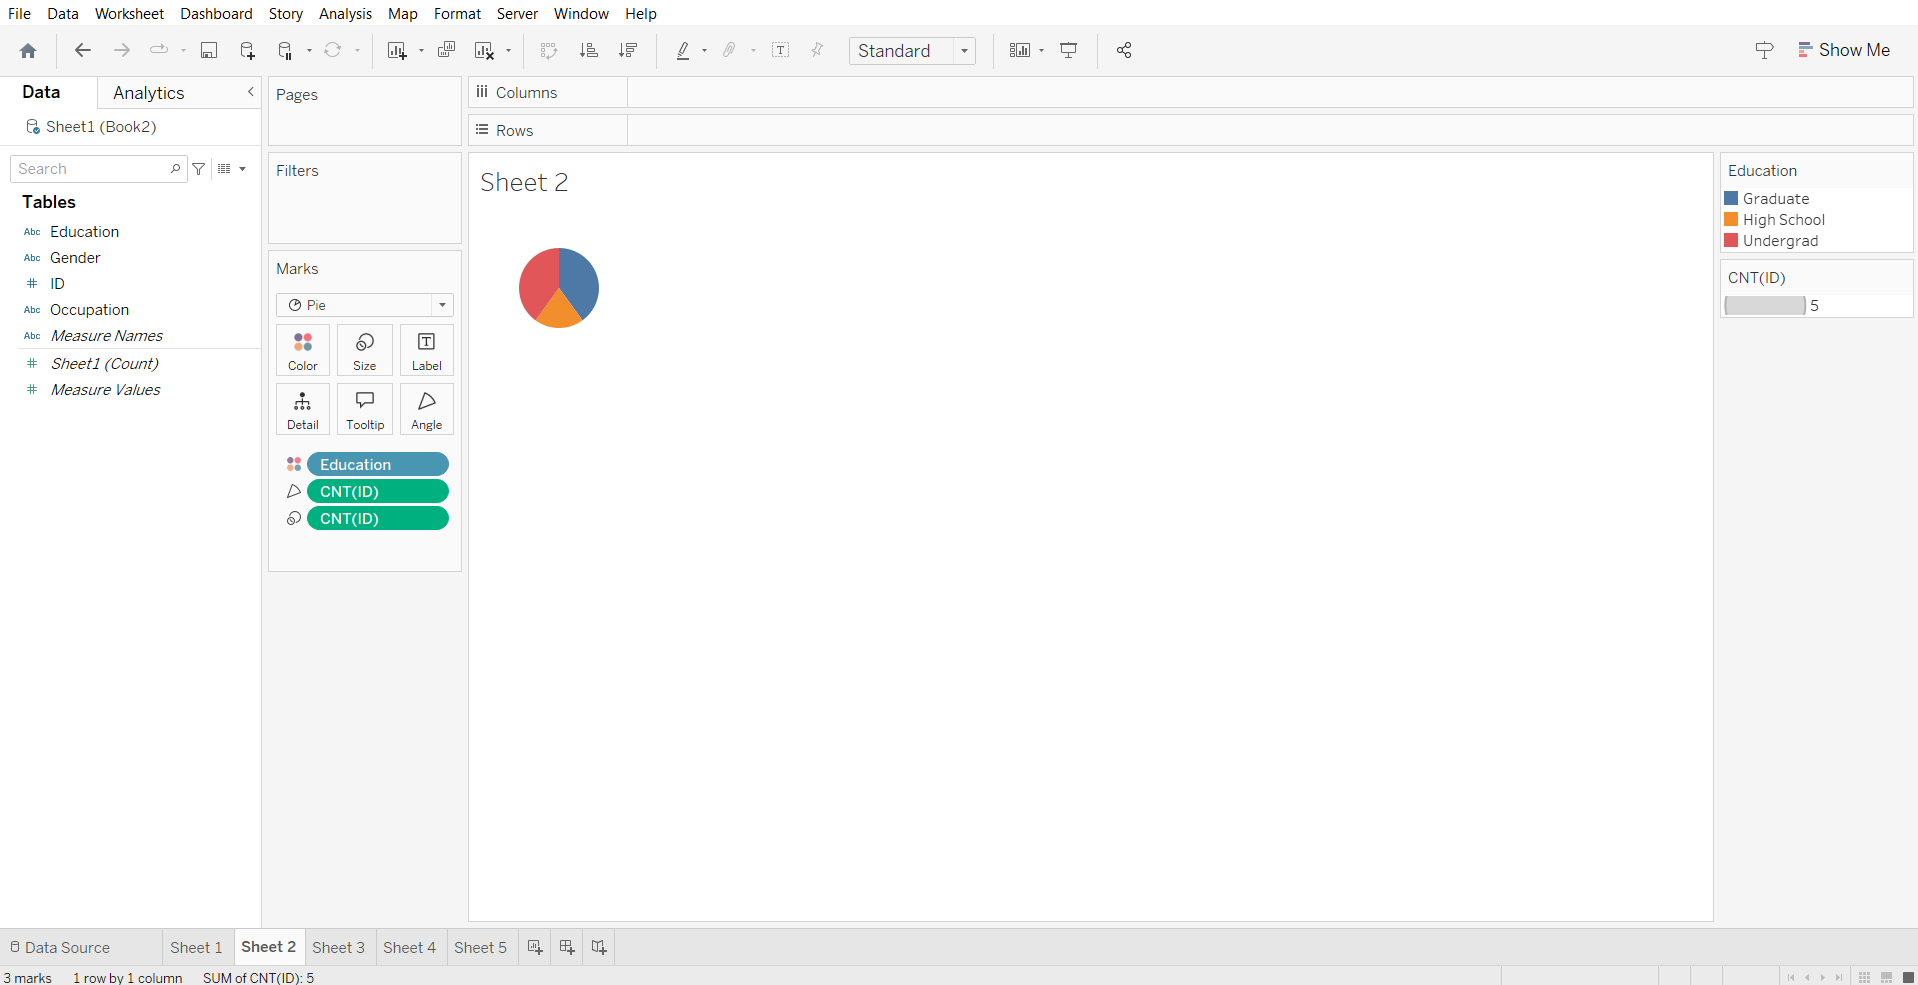 File Data Worksheet Dashboard Story Analysis Map Format Server Window Help
Standard
Show Me
Data Analytics
Sheet1 (Book2)
Search
Tables
Abc Education
Abc Gender
# ID
Abc Occupation
Abc Measure Names
# Sheet1 (Count)
# Measure Values
Pages
Filters
Marks
Pie
Color Size Label
Detail Tooltip Angle
Education
CNT(ID)
CNT(ID)
Columns
Rows
Sheet 2
Education
Graduate
High School
Undergrad
CNT(ID)
5
Data Source Sheet 1 Sheet 2 Sheet 3 Sheet 4 Sheet 5
3 marks 1 row by 1 column SUM of CNT(ID): 5